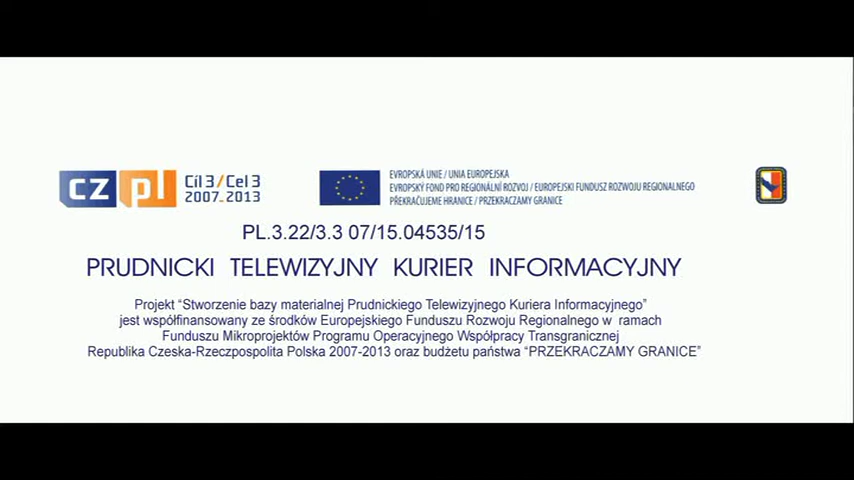 cz pl Cíl 3 / Cel 3
2007_2013
EVROPSKÁ UNIE / UNIA EUROPEJSKA
EVROPSKÝ FOND PRO REGIONÁLNÍ ROZVOJ / EUROPEJSKI FUNDUSZ ROZWOJU REGIONALNEGO
PŘEKRAČUJEME HRANICE / PRZEKRACZAMY GRANICE
PL.3.22/3.3 07/15.04535/15
PRUDNICKI TELEWIZYJNY KURIER INFORMACYJNY
Projekt “Stworzenie bazy materialnej Prudnickiego Telewizyjnego Kuriera Informacyjnego”
jest współfinansowany ze środków Europejskiego Funduszu Rozwoju Regionalnego w ramach
Funduszu Mikroprojektów Programu Operacyjnego Współpracy Transgranicznej
Republika Czeska-Rzeczpospolita Polska 2007-2013 oraz budżetu państwa “PRZEKRACZAMY GRANICE”